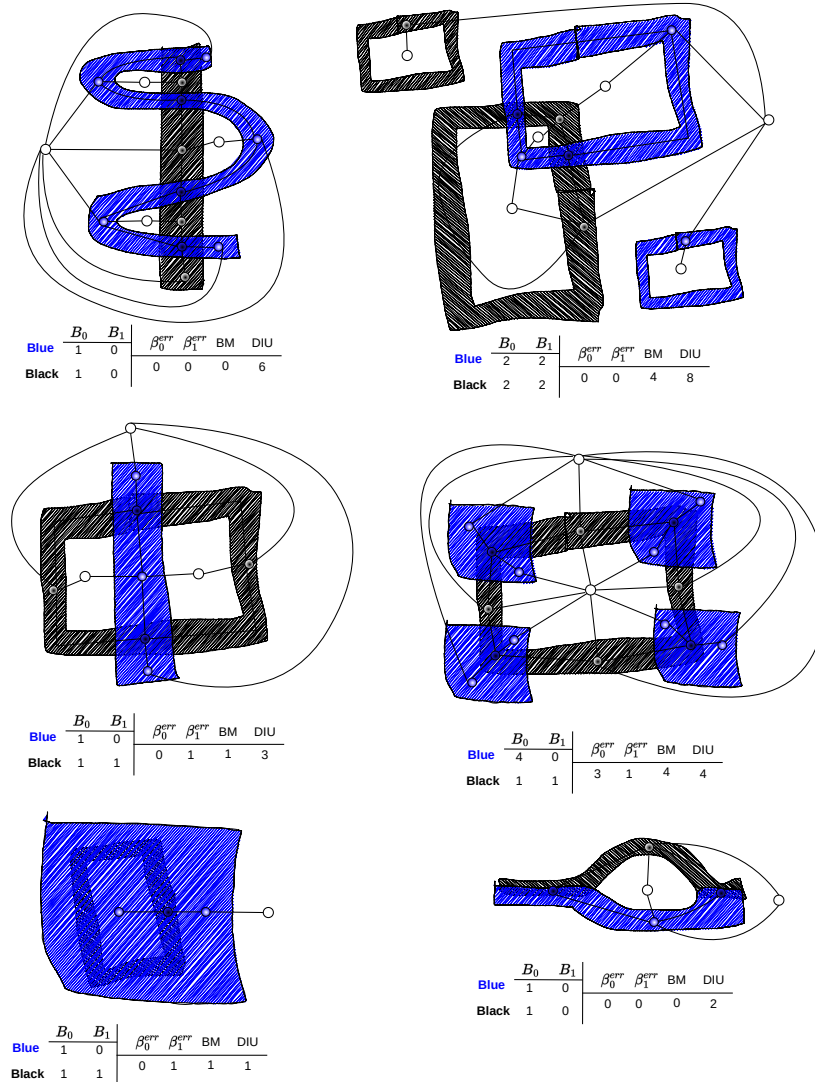 B₀ B₁ β₀ᵉʳʳ β₁ᵉʳʳ BM DIU
Blue 1 0
0 0 0 6
Black 1 0
B₀ B₁ β₀ᵉʳʳ β₁ᵉʳʳ BM DIU
Blue 2 2
0 0 4 8
Black 2 2
B₀ B₁ β₀ᵉʳʳ β₁ᵉʳʳ BM DIU
Blue 1 0
0 1 1 3
Black 1 1
B₀ B₁ β₀ᵉʳʳ β₁ᵉʳʳ BM DIU
Blue 4 0
3 1 4 4
Black 1 1
B₀ B₁ β₀ᵉʳʳ β₁ᵉʳʳ BM DIU
Blue 1 0
0 1 1 1
Black 1 1
B₀ B₁ β₀ᵉʳʳ β₁ᵉʳʳ BM DIU
Blue 1 0
0 0 0 2
Black 1 0